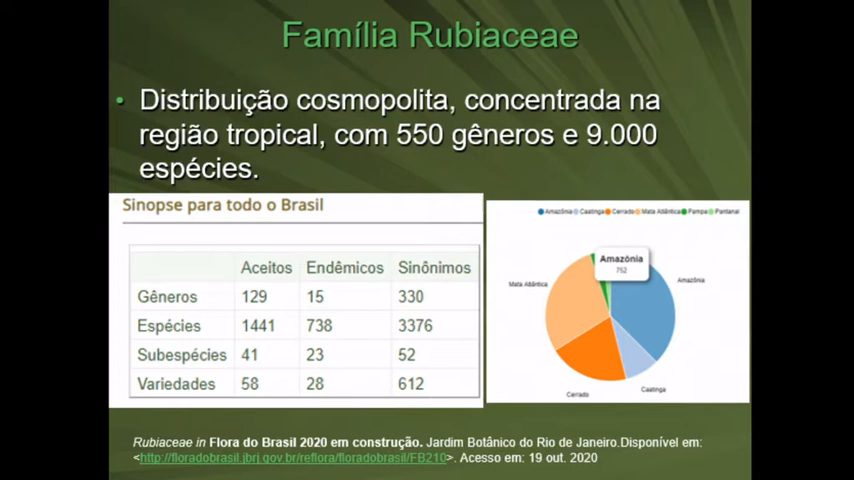 Família Rubiaceae
• Distribuição cosmopolita, concentrada na
região tropical, com 550 gêneros e 9.000
espécies.
Sinopse para todo o Brasil
Aceitos Endêmicos Sinônimos
Gêneros 129 15 330
Espécies 1441 738 3376
Subespécies 41 23 52
Variedades 58 28 612
Amazônia Caatinga Cerrado Mata Atlântica Pampa Pantanal
Amazônia
752
Amazônia
Mata Atlântica
Caatinga
Cerrado
Rubiaceae in Flora do Brasil 2020 em construção. Jardim Botânico do Rio de Janeiro.Disponível em:
<http://floradobrasil.jbrj.gov.br/reflora/floradobrasil/FB210>. Acesso em: 19 out. 2020